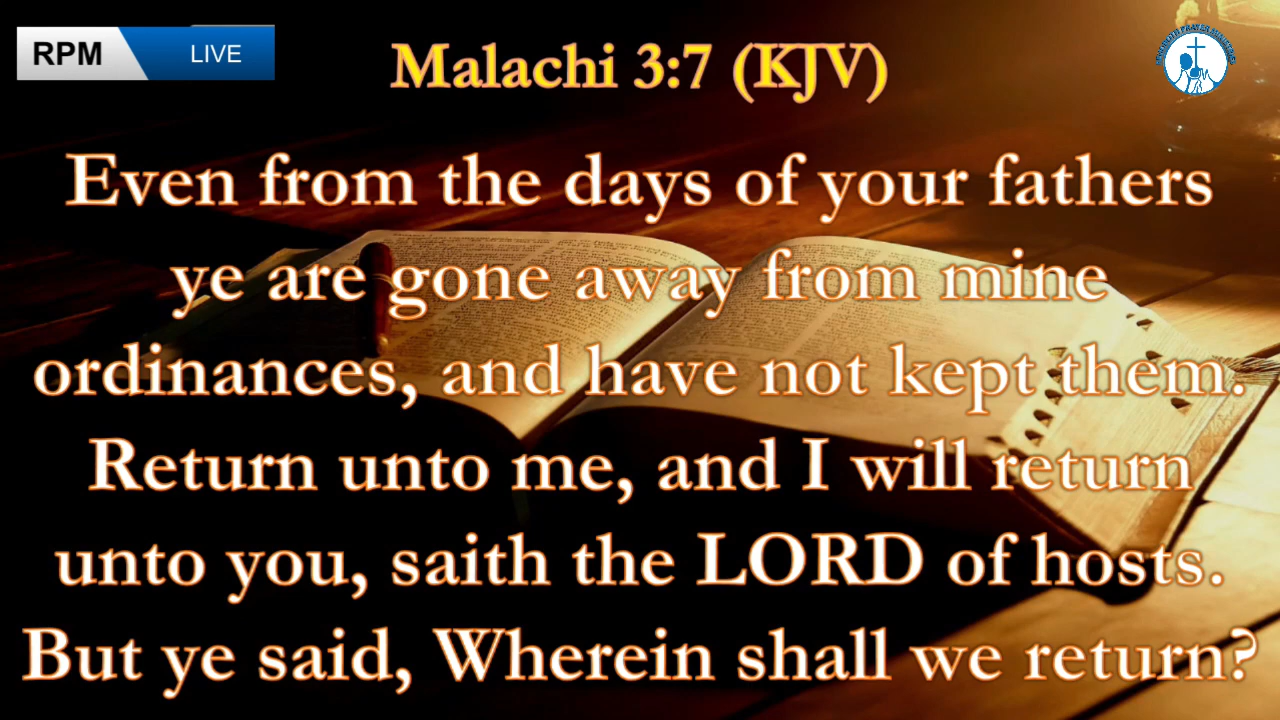 RPM LIVE
Malachi 3:7 (KJV)
Even from the days of your fathers
ye are gone away from mine
ordinances, and have not kept them.
Return unto me, and I will return
unto you, saith the LORD of hosts.
But ye said, Wherein shall we return?